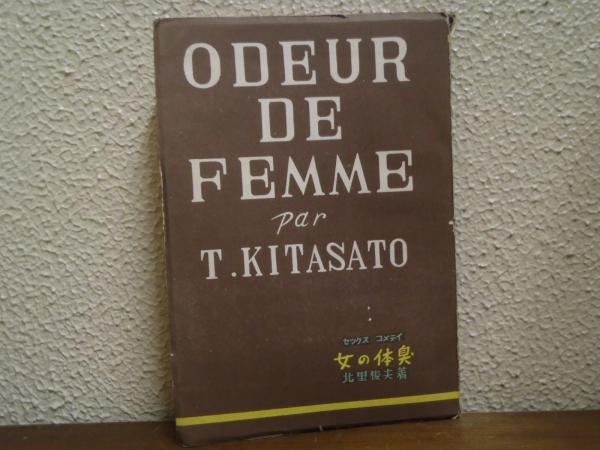 ODEUR
DE
FEMME
par
T.KITASATO
セックス コメデイ
女の体臭
北里俊夫著